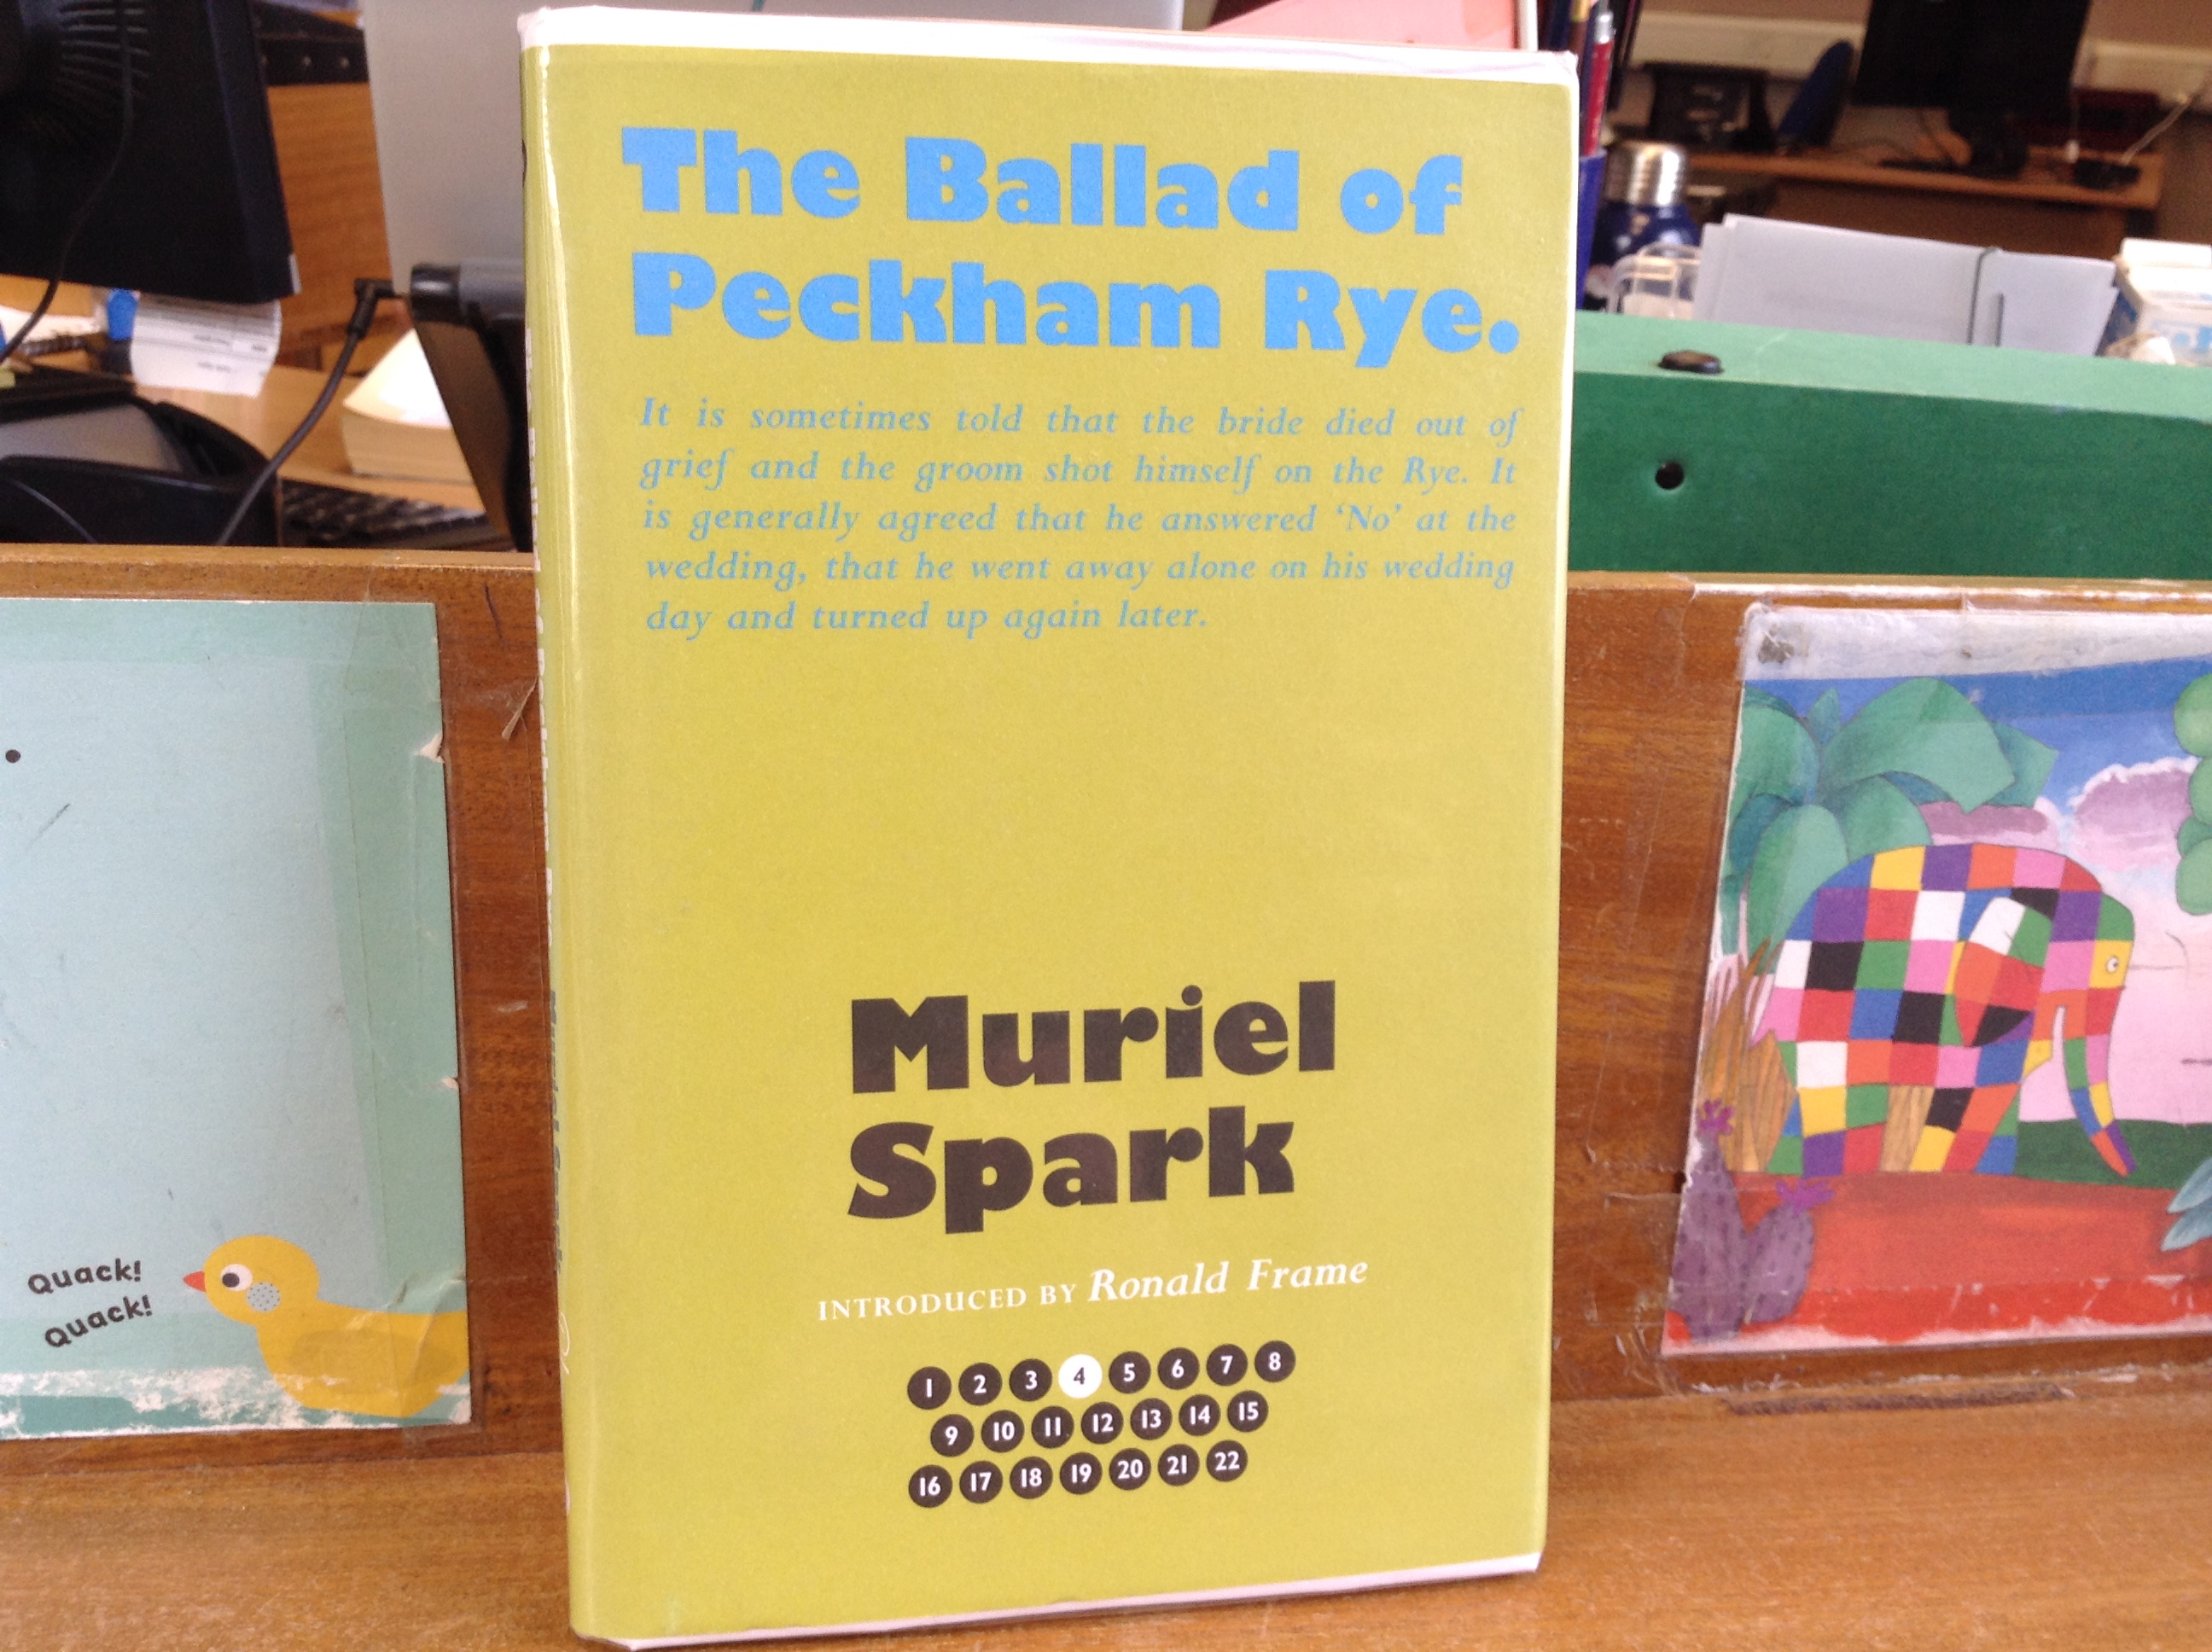 The Ballad of
Peckham Rye.
It is sometimes told that the bride died out of
grief and the groom shot himself on the Rye. It
is generally agreed that he answered ‘No’ at the
wedding, that he went away alone on his wedding
day and turned up again later.
Muriel
Spark
INTRODUCED BY Ronald Frame
1 2 3 4 5 6 7 8
9 10 11 12 13 14 15
16 17 18 19 20 21 22
Quack!
Quack!